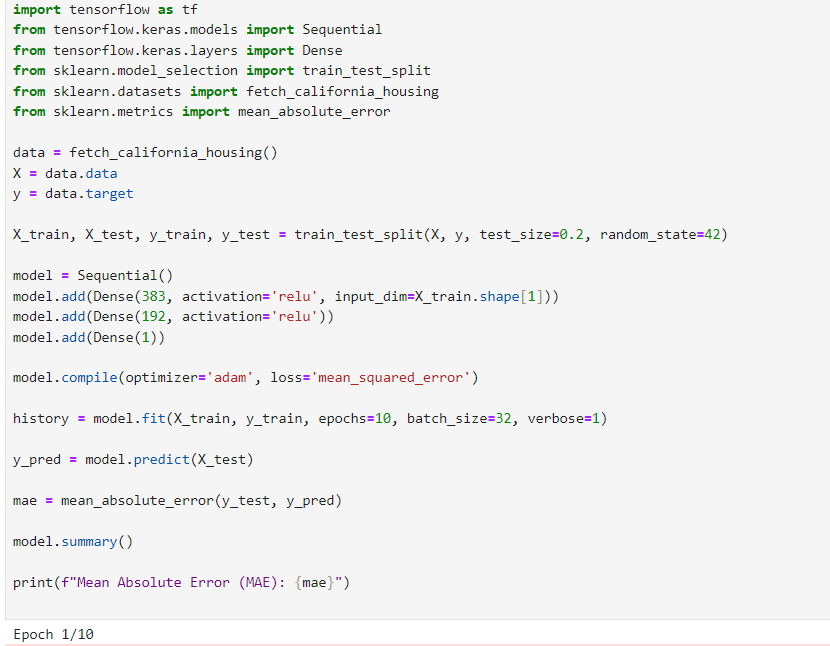 import tensorflow as tf
from tensorflow.keras.models import Sequential
from tensorflow.keras.layers import Dense
from sklearn.model_selection import train_test_split
from sklearn.datasets import fetch_california_housing
from sklearn.metrics import mean_absolute_error
data = fetch_california_housing()
X = data.data
y = data.target
X_train, X_test, y_train, y_test = train_test_split(X, y, test_size=0.2, random_state=42)
model = Sequential()
model.add(Dense(383, activation='relu', input_dim=X_train.shape[1]))
model.add(Dense(192, activation='relu'))
model.add(Dense(1))
model.compile(optimizer='adam', loss='mean_squared_error')
history = model.fit(X_train, y_train, epochs=10, batch_size=32, verbose=1)
y_pred = model.predict(X_test)
mae = mean_absolute_error(y_test, y_pred)
model.summary()
print(f"Mean Absolute Error (MAE): {mae}")
Epoch 1/10